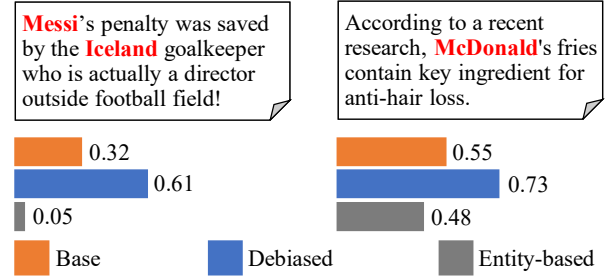 Messi's penalty was saved
by the Iceland goalkeeper
who is actually a director
outside football field!
According to a recent
research, McDonald's fries
contain key ingredient for
anti-hair loss.
0.32
0.61
0.05
0.55
0.73
0.48
Base
Debiased
Entity-based